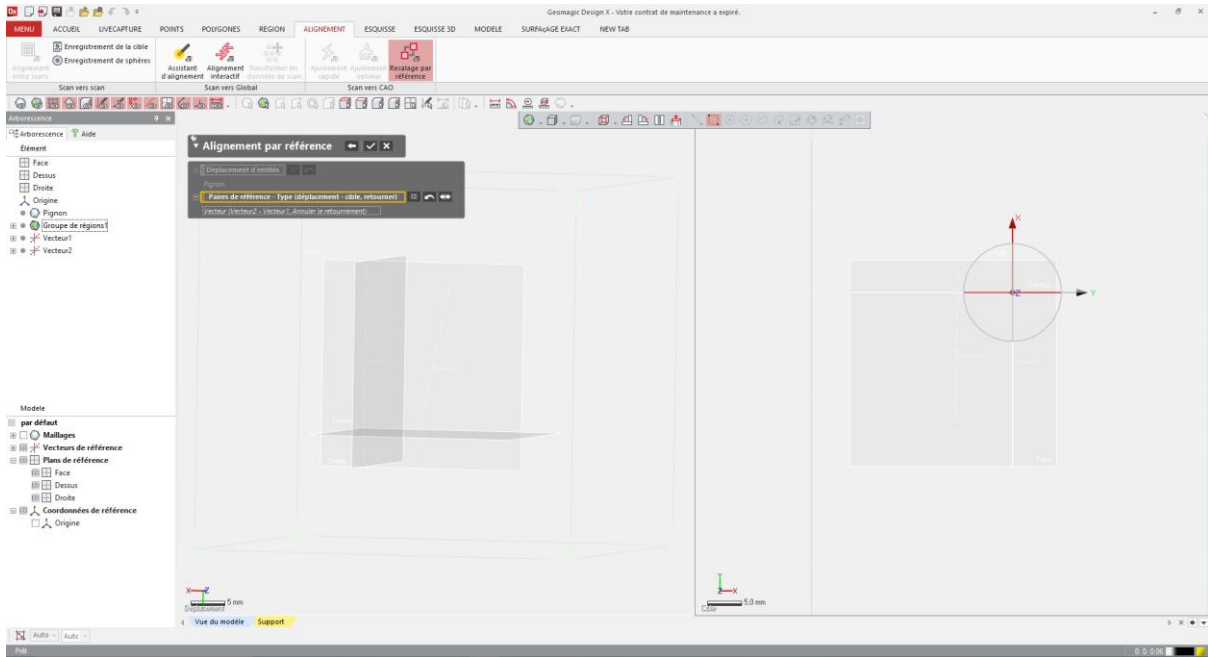 Geomagic Design X - Votre contrat de maintenance a expiré.
MENU ACCUEIL LIVECAPTURE POINTS POLYGONES REGION ALIGNEMENT ESQUISSE ESQUISSE 3D MODELE SURFAÇAGE EXACT NEW TAB
Alignement entre scans
Enregistrement de la cible
Enregistrement de sphères
Assistant d'alignement
Alignement interactif
Transformer les données de scan
Ajustement rapide
Ajustement optimal
Recalage par référence
Scan vers scan
Scan vers Global
Scan vers CAO
Arborescence
Arborescence Aide
Élément
Face
Dessus
Droite
Origine
Pignon
Groupe de régions1
Vecteur1
Vecteur2
Alignement par référence
Déplacement d'entités
Pignon
Paires de référence - Type (déplacement - cible, retourner)
Vecteur (Vecteur2 - Vecteur1, Annuler le retournement)
X
Y
Z
Modele
par défaut
Maillages
Vecteurs de référence
Plans de référence
Face
Dessus
Droite
Coordonnées de référence
Origine
X Z
5 mm
Déplacement
Y
Z X
5,0 mm
Cible
Vue du modèle Support
Auto Auto
Prêt
0: 0: 0.06